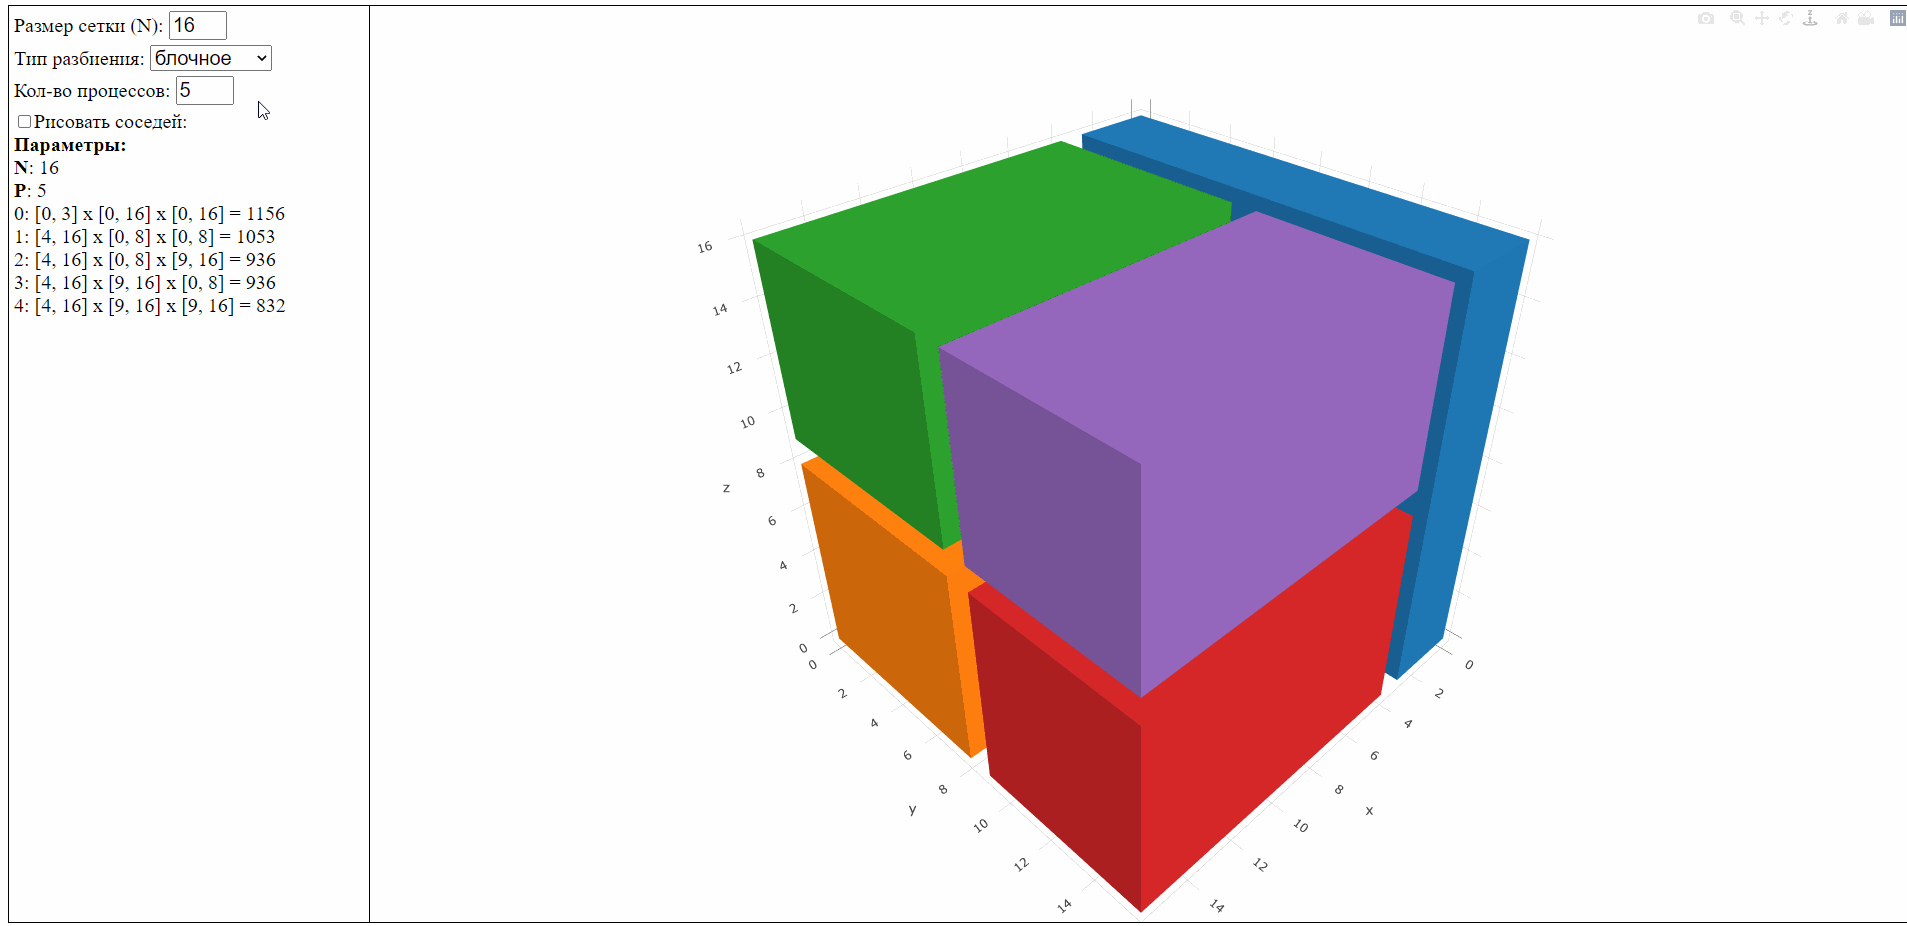 Размер сетки (N): 16
Тип разбиения: блочное
Кол-во процессов: 5
Рисовать соседей:
Параметры:
N: 16
P: 5
0: [0, 3] x [0, 16] x [0, 16] = 1156
1: [4, 16] x [0, 8] x [0, 8] = 1053
2: [4, 16] x [0, 8] x [9, 16] = 936
3: [4, 16] x [9, 16] x [0, 8] = 936
4: [4, 16] x [9, 16] x [9, 16] = 832
16
14
12
10
8
z
6
4
2
0
0
2
4
6
8
y
10
12
14
0
2
4
6
8
x
10
12
14